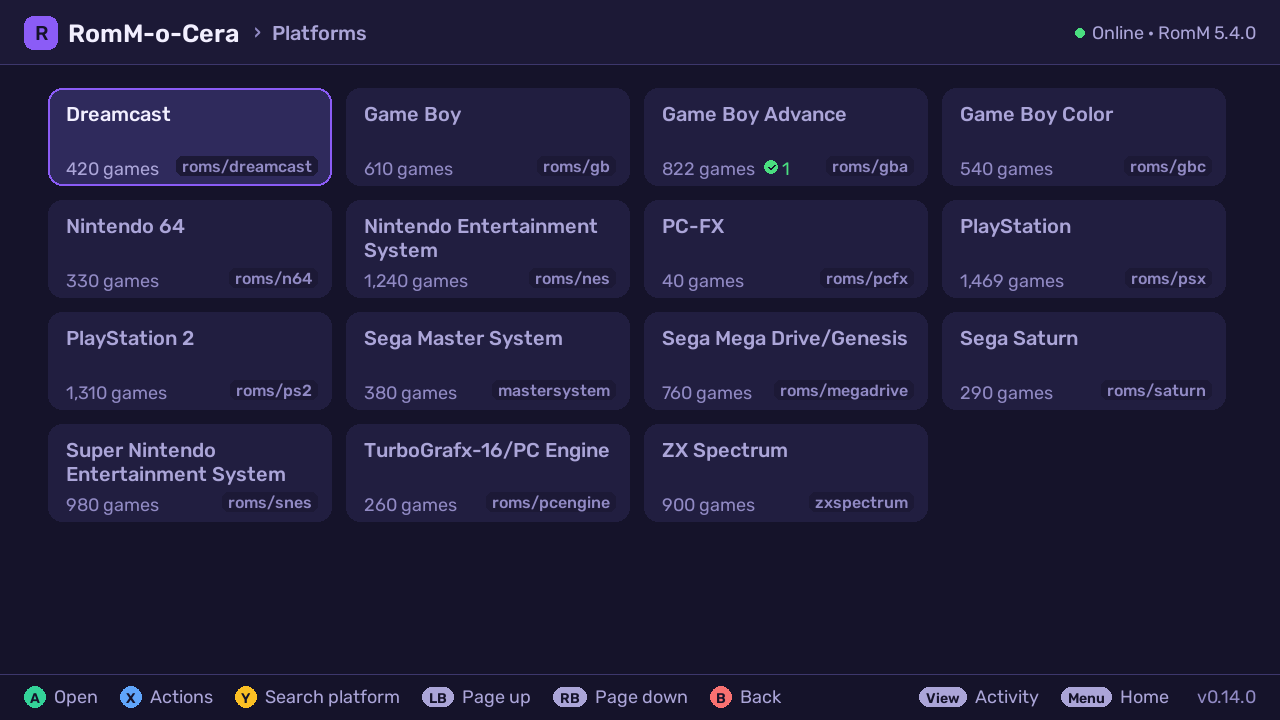 R RomM-o-Cera › Platforms
Online • RomM 5.4.0
Dreamcast
420 games roms/dreamcast
Game Boy
610 games roms/gb
Game Boy Advance
822 games 1 roms/gba
Game Boy Color
540 games roms/gbc
Nintendo 64
330 games roms/n64
Nintendo Entertainment
System
1,240 games roms/nes
PC-FX
40 games roms/pcfx
PlayStation
1,469 games roms/psx
PlayStation 2
1,310 games roms/ps2
Sega Master System
380 games mastersystem
Sega Mega Drive/Genesis
760 games roms/megadrive
Sega Saturn
290 games roms/saturn
Super Nintendo
Entertainment System
980 games roms/snes
TurboGrafx-16/PC Engine
260 games roms/pcengine
ZX Spectrum
900 games zxspectrum
A Open X Actions Y Search platform LB Page up RB Page down B Back View Activity Menu Home v0.14.0